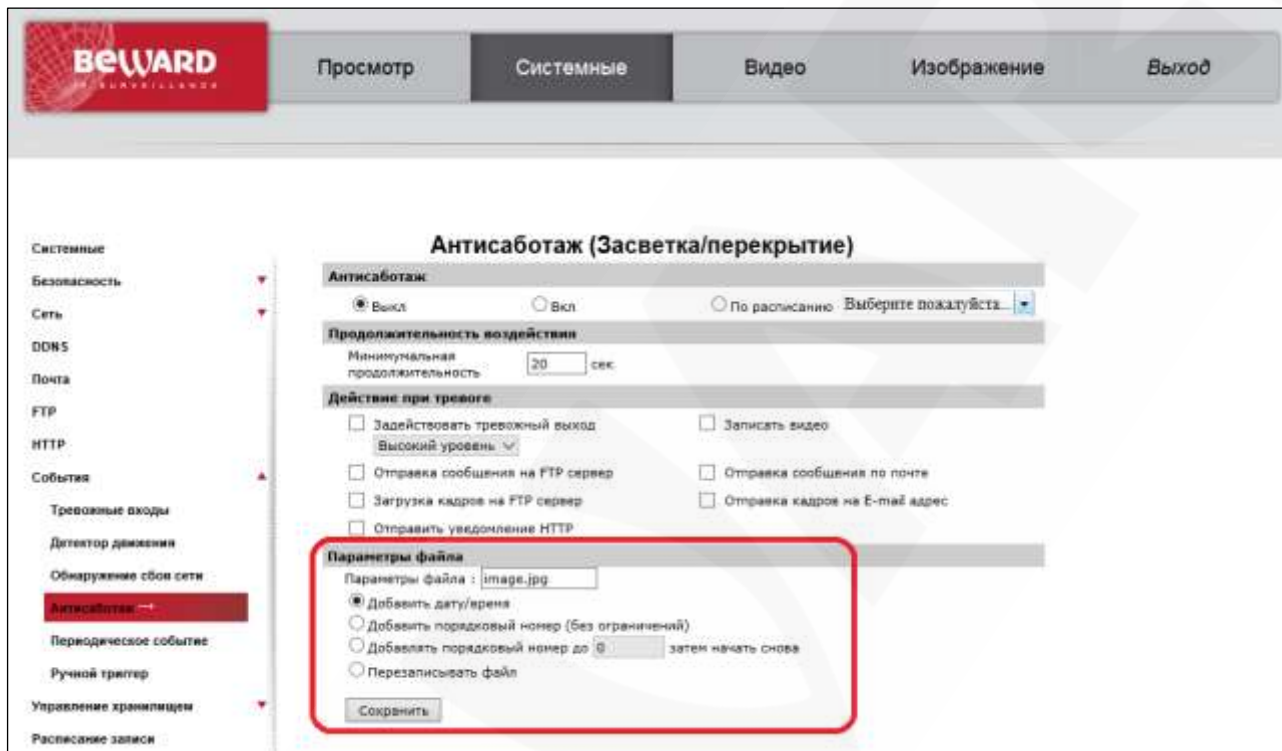 BEWARD
IP SURVEILLANCE
Просмотр Системные Видео Изображение Выход
Системные
Безопасность
Сеть
DDNS
Почта
FTP
HTTP
События
Тревожные входы
Детектор движения
Обнаружение сбоя сети
Антисаботаж
Периодическое событие
Ручной триггер
Управление хранилищем
Расписание записи
Антисаботаж (Засветка/перекрытие)
Антисаботаж
Выкл Вкл По расписанию Выберите пожалуйста...
Продолжительность воздействия
Минимумальная
продолжительность 20 сек
Действие при тревоге
Задействовать тревожный выход Записать видео
Высокий уровень
Отправка сообщения на FTP сервер Отправка сообщения по почте
Загрузка кадров на FTP сервер Отправка кадров на E-mail адрес
Отправить уведомление HTTP
Параметры файла
Параметры файла : image.jpg
Добавить дату/время
Добавить порядковый номер (без ограничений)
Добавлять порядковый номер до 0 затем начать снова
Перезаписывать файл
Сохранить